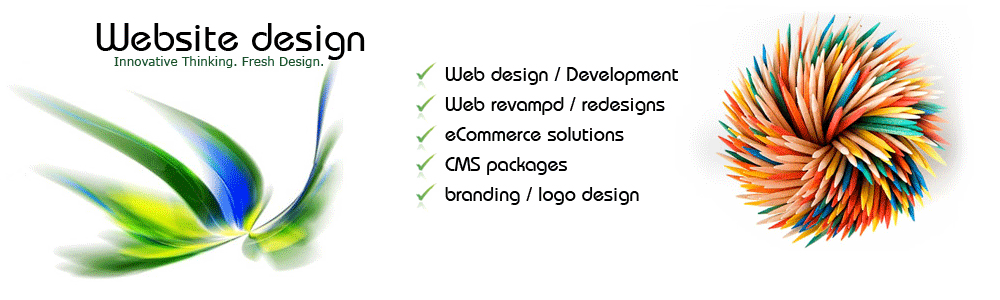 Website design
Innovative Thinking. Fresh Design.
Web design / Development
Web revampd / redesigns
eCommerce solutions
CMS packages
branding / logo design